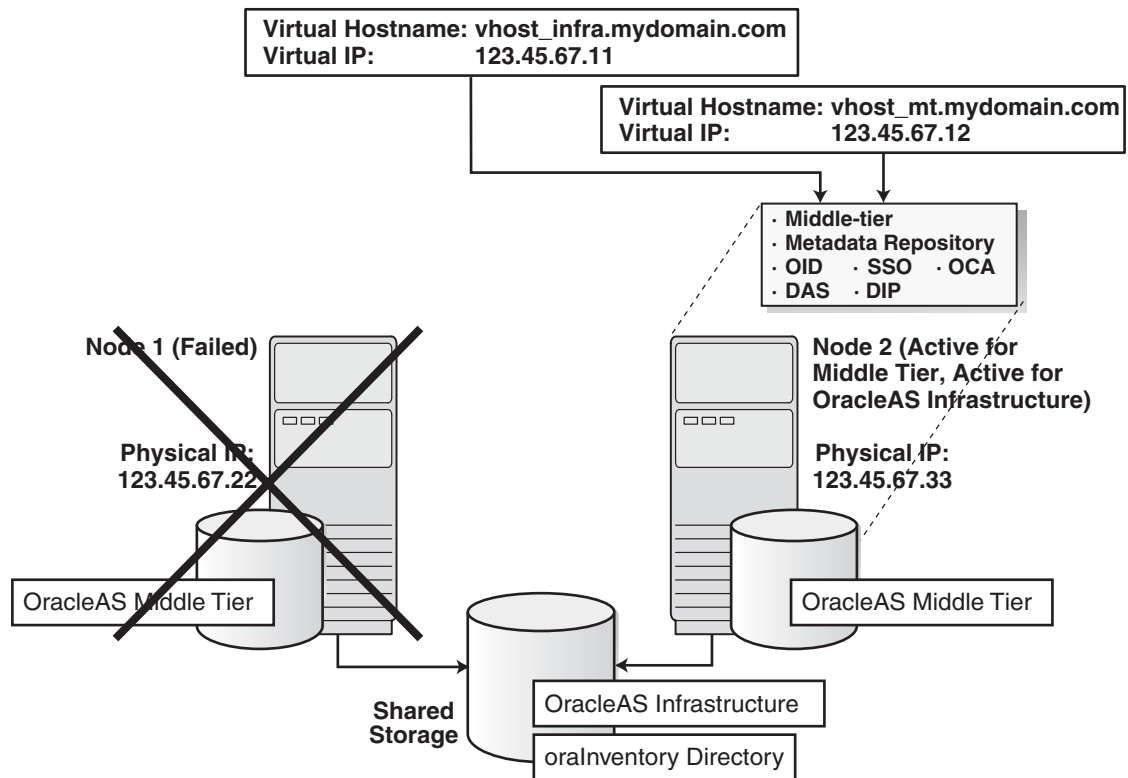 Virtual Hostname: vhost_infra.mydomain.com
Virtual IP: 123.45.67.11
Virtual Hostname: vhost_mt.mydomain.com
Virtual IP: 123.45.67.12
· Middle-tier
· Metadata Repository
· OID · SSO · OCA
· DAS · DIP
Node 1 (Failed)
Physical IP:
123.45.67.22
OracleAS Middle Tier
Node 2 (Active for
Middle Tier, Active for
OracleAS Infrastructure)
Physical IP:
123.45.67.33
OracleAS Middle Tier
Shared
Storage
OracleAS Infrastructure
oraInventory Directory